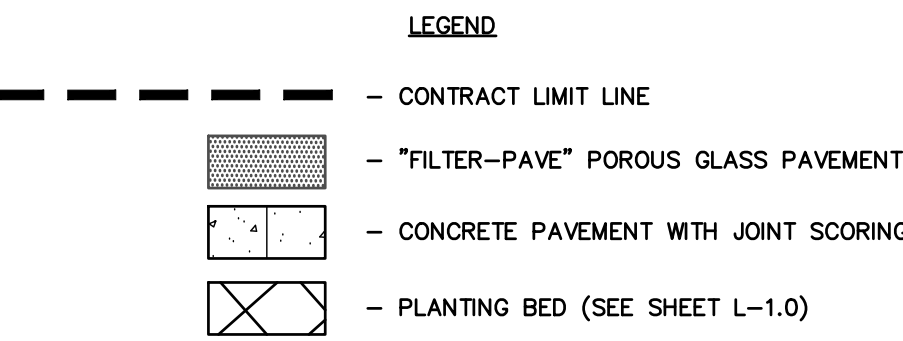 LEGEND
– CONTRACT LIMIT LINE
– "FILTER–PAVE" POROUS GLASS PAVEMENT
– CONCRETE PAVEMENT WITH JOINT SCORING
– PLANTING BED (SEE SHEET L–1.0)